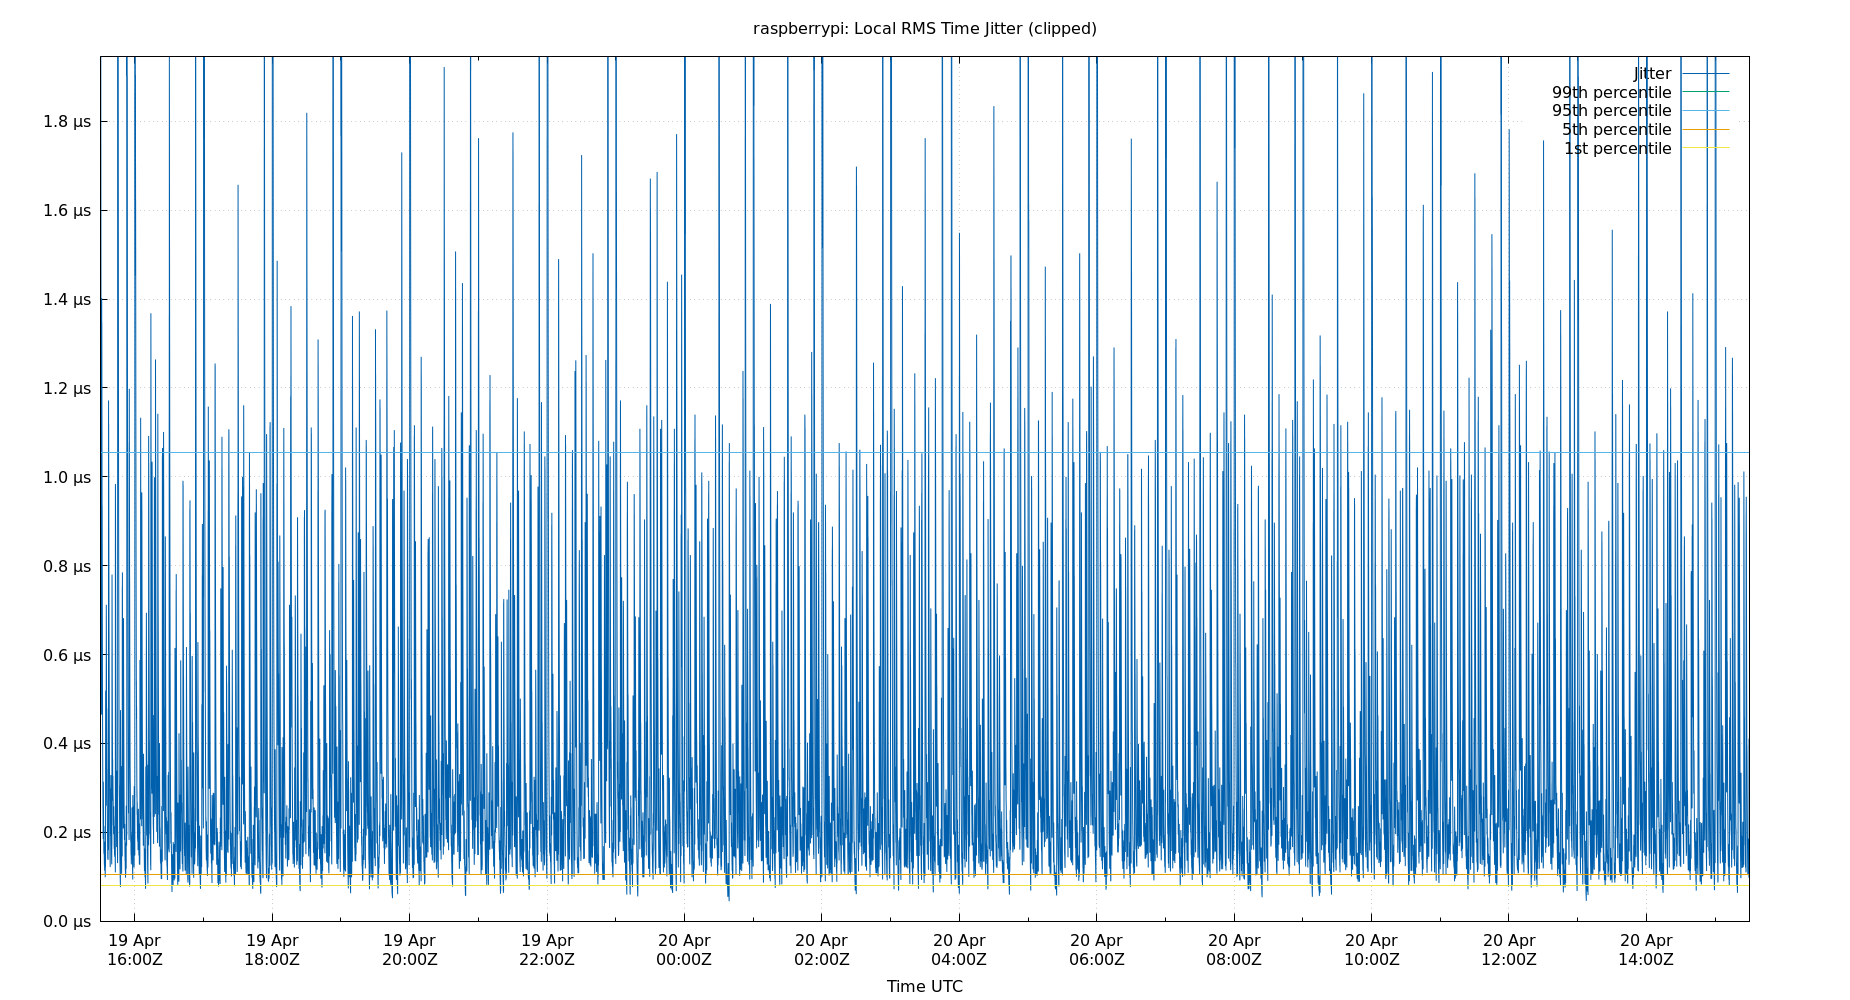 raspberrypi: Local RMS Time Jitter (clipped)
Jitter
99th percentile
95th percentile
5th percentile
1st percentile
1.8 μs
1.6 μs
1.4 μs
1.2 μs
1.0 μs
0.8 μs
0.6 μs
0.4 μs
0.2 μs
0.0 μs
19 Apr 19 Apr 19 Apr 19 Apr 20 Apr 20 Apr 20 Apr 20 Apr 20 Apr 20 Apr 20 Apr 20 Apr
16:00Z 18:00Z 20:00Z 22:00Z 00:00Z 02:00Z 04:00Z 06:00Z 08:00Z 10:00Z 12:00Z 14:00Z
Time UTC